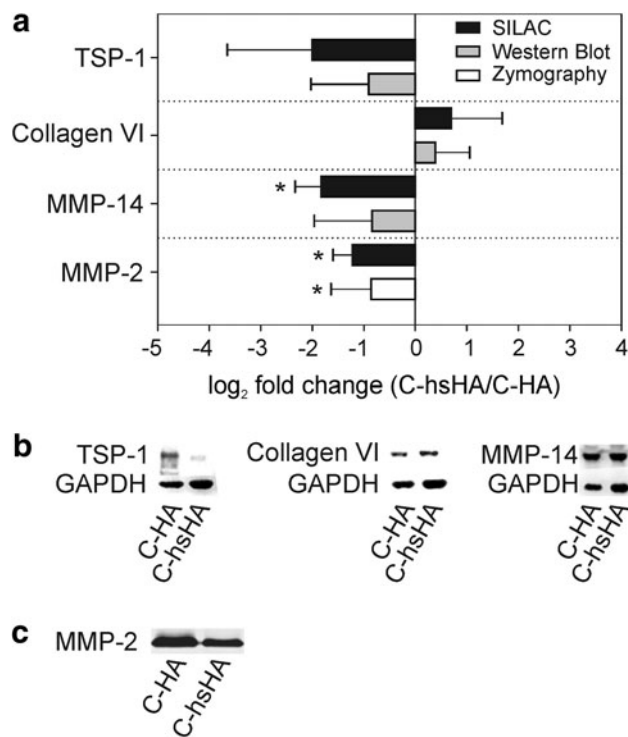 a
SILAC
Western Blot
Zymography
TSP-1
Collagen VI
MMP-14
MMP-2
*
*
*
-5 -4 -3 -2 -1 0 1 2 3 4
log₂ fold change (C-hsHA/C-HA)
b
TSP-1
GAPDH
C-HA
C-hsHA
Collagen VI
GAPDH
C-HA
C-hsHA
MMP-14
GAPDH
C-HA
C-hsHA
c
MMP-2
C-HA
C-hsHA